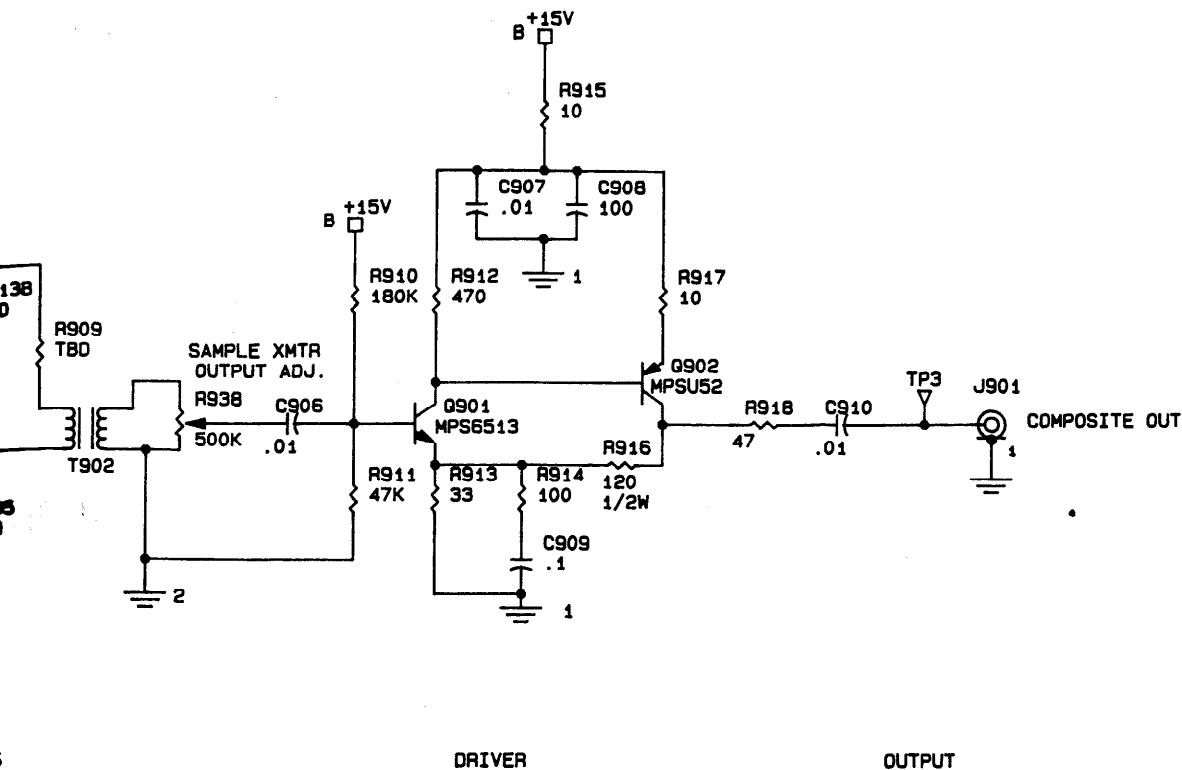 +15V
B
R915
10
C907
.01
C908
100
+15V
B
1
R910
180K
R912
470
R917
10
138
R909
TBD
SAMPLE XMTR
OUTPUT ADJ.
Q902
MPSU52
TP3
J901
R938
500K
C906
.01
Q901
MPS6513
R918
47
C910
.01
COMPOSITE OUT
1
T902
R911
47K
R913
33
R914
100
R916
120
1/2W
C909
.1
2
1
DRIVER
OUTPUT